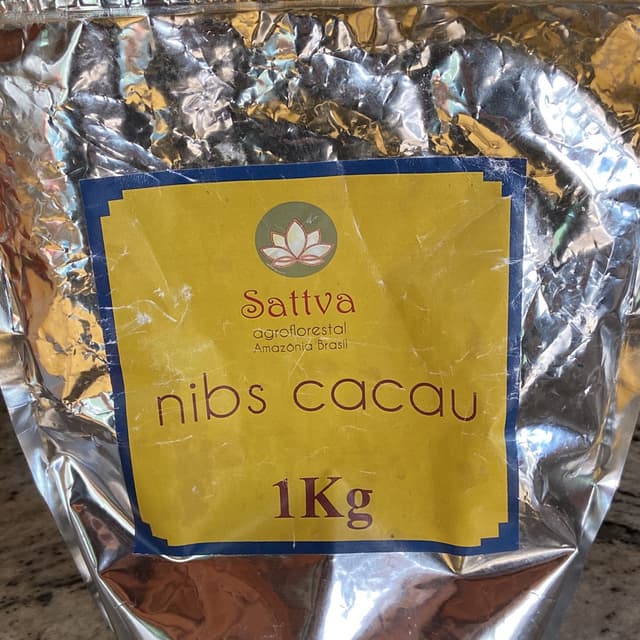 Sattva
agroflorestal
Amazônia Brasil
nibs cacau
1Kg